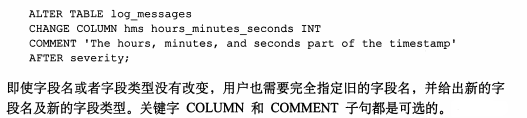 ALTER TABLE log_messages
CHANGE COLUMN hms hours_minutes_seconds INT
COMMENT 'The hours, minutes, and seconds part of the timestamp'
AFTER severity;
即使字段名或者字段类型没有改变，用户也需要完全指定旧的字段名，并给出新的字
段名及新的字段类型。关键字 COLUMN 和 COMMENT 子句都是可选的。